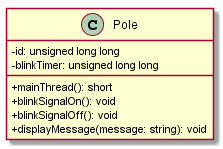 C Pole
-id: unsigned long long
-blinkTimer: unsigned long long
+mainThread(): short
+blinkSignalOn(): void
+blinkSignalOff(): void
+displayMessage(message: string): void